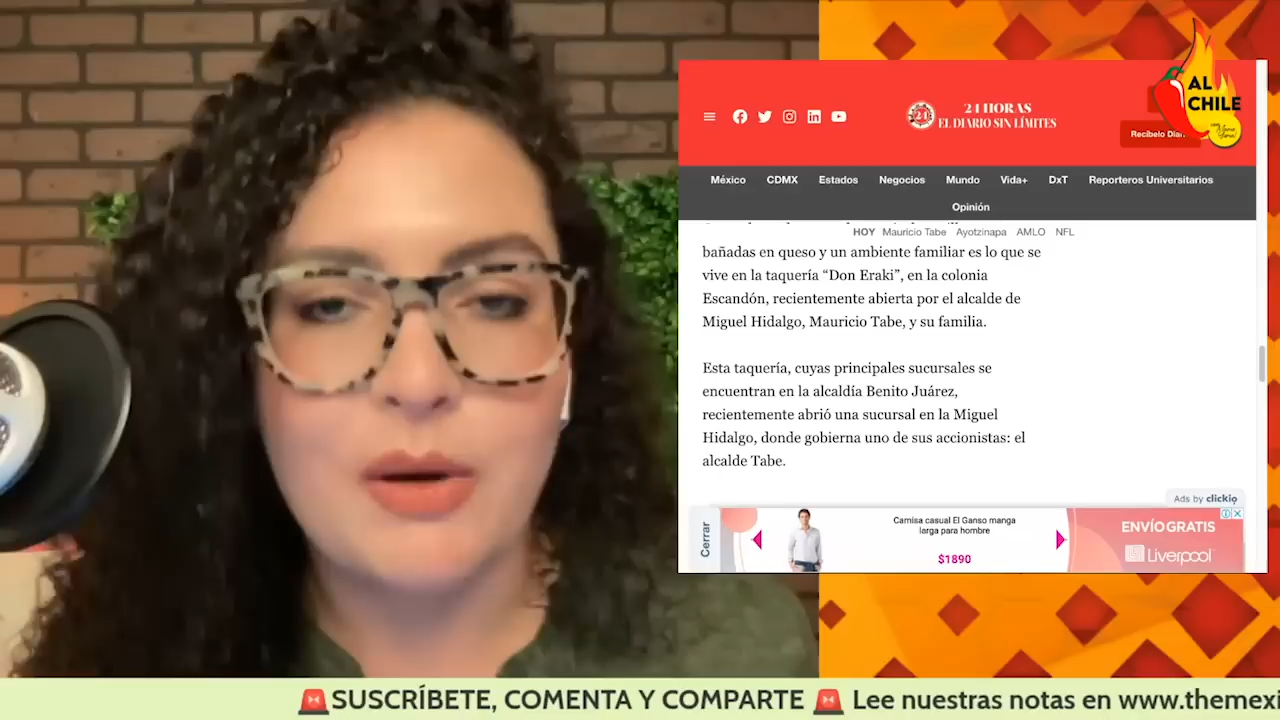 AL
CHILE
24 HORAS
EL DIARIO SIN LÍMITES
Recíbelo Diar
México CDMX Estados Negocios Mundo Vida+ DxT Reporteros Universitarios
Opinión
HOY Mauricio Tabe Ayotzinapa AMLO NFL
bañadas en queso y un ambiente familiar es lo que se
vive en la taquería “Don Eraki”, en la colonia
Escandón, recientemente abierta por el alcalde de
Miguel Hidalgo, Mauricio Tabe, y su familia.
Esta taquería, cuyas principales sucursales se
encuentran en la alcaldía Benito Juárez,
recientemente abrió una sucursal en la Miguel
Hidalgo, donde gobierna uno de sus accionistas: el
alcalde Tabe.
Ads by clickio
Cerrar
Camisa casual El Ganso manga
larga para hombre
$1890
ENVÍO GRATIS
Liverpool
SUSCRÍBETE, COMENTA Y COMPARTE Lee nuestras notas en www.themexi